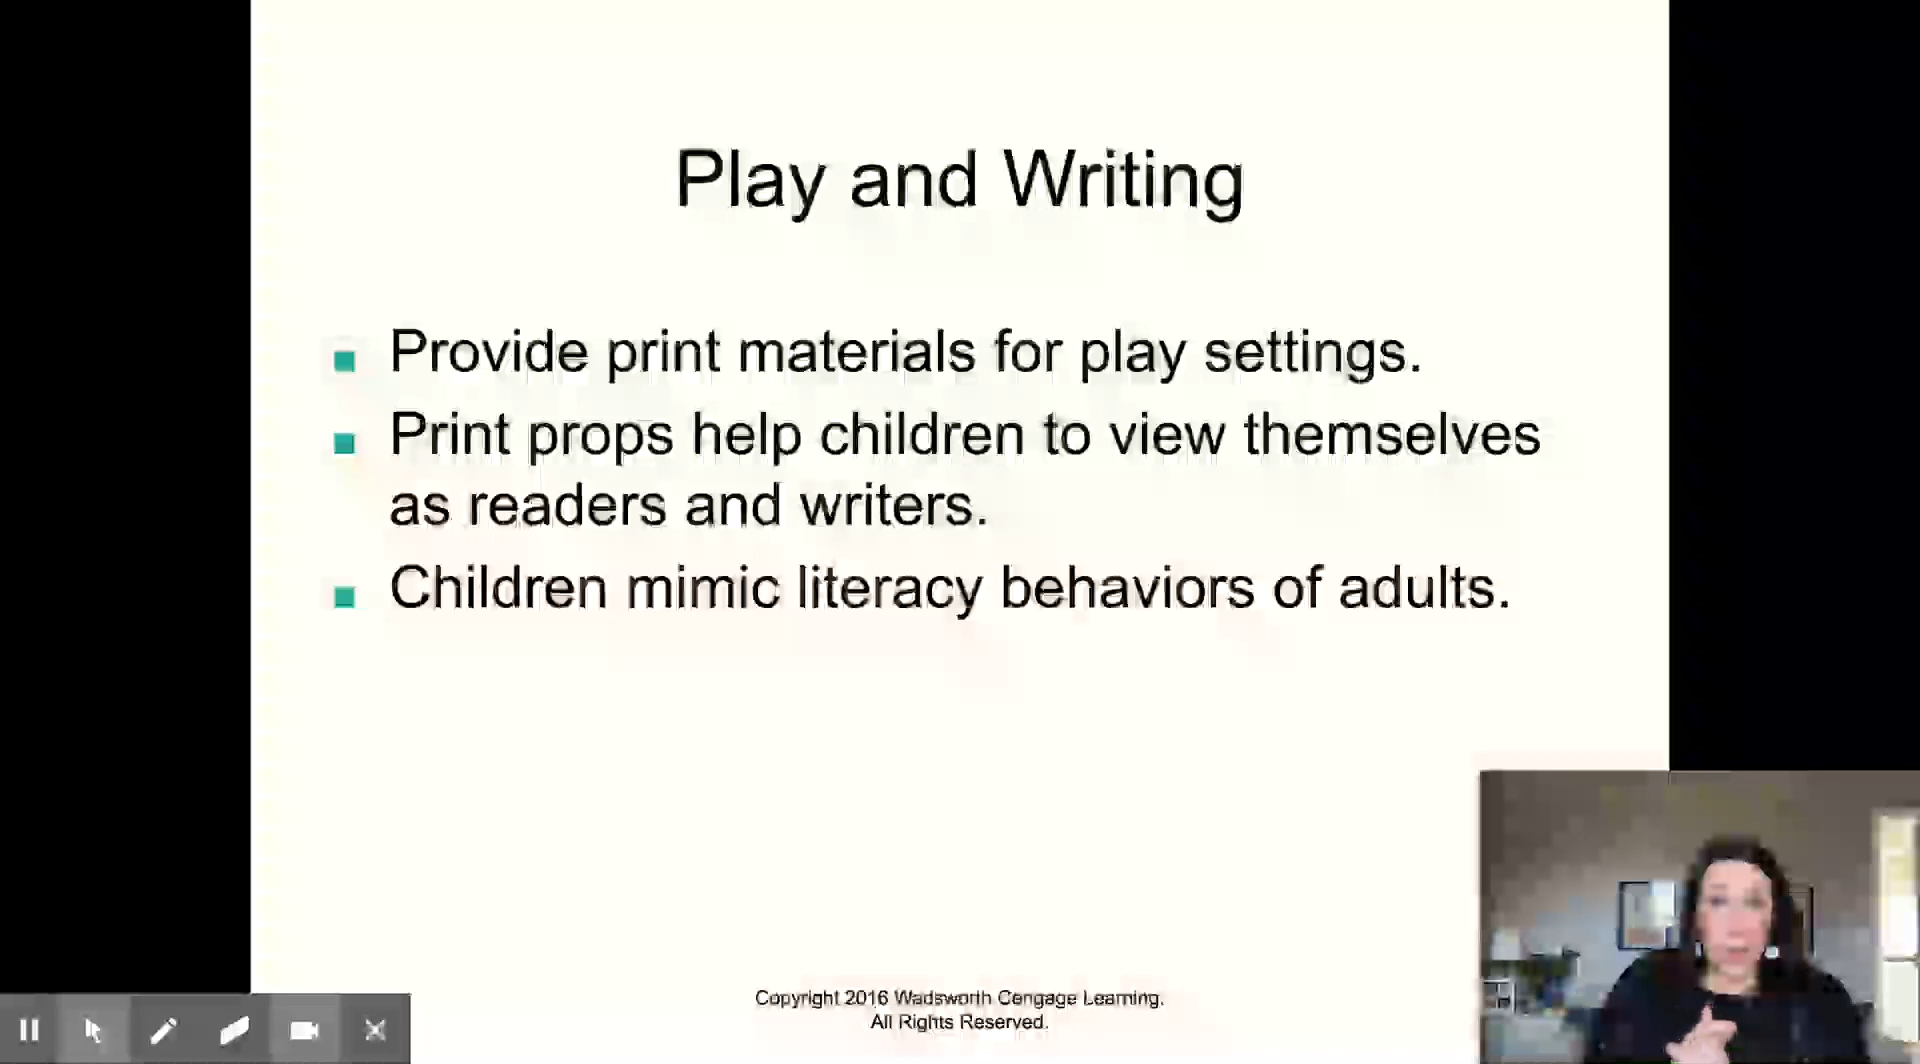 Play and Writing
Provide print materials for play settings.
Print props help children to view themselves
as readers and writers.
Children mimic literacy behaviors of adults.
Copyright 2016 Wadsworth Cengage Learning.
All Rights Reserved.